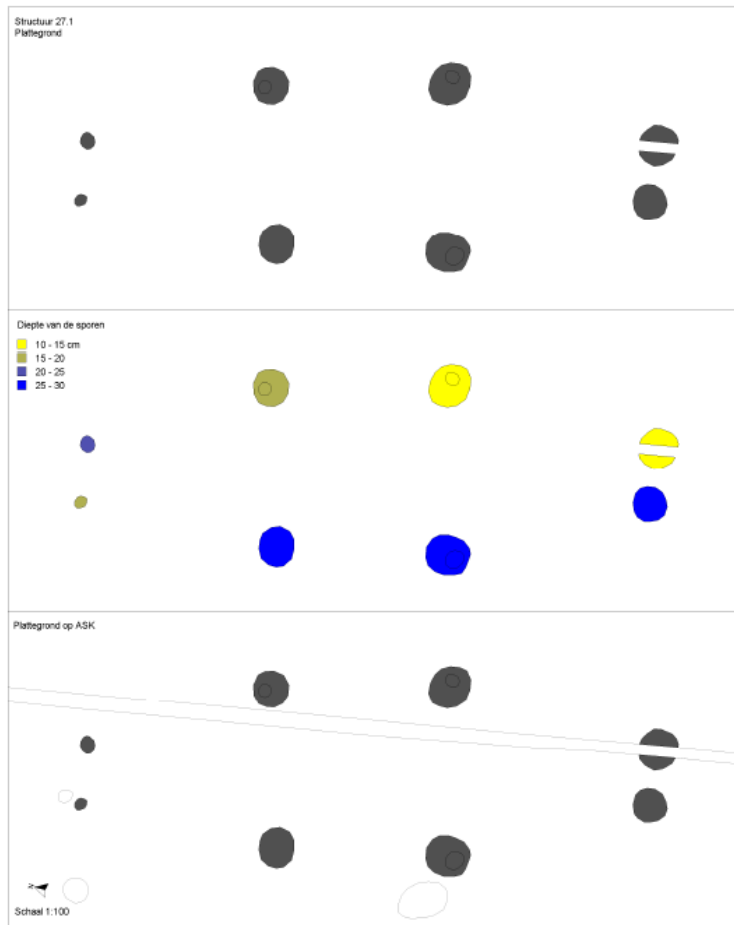 Structuur 27.1
Plattegrond
Diepte van de sporen
10 - 15 cm
15 - 20
20 - 25
25 - 30
Plattegrond op ASK
N
Schaal 1:100